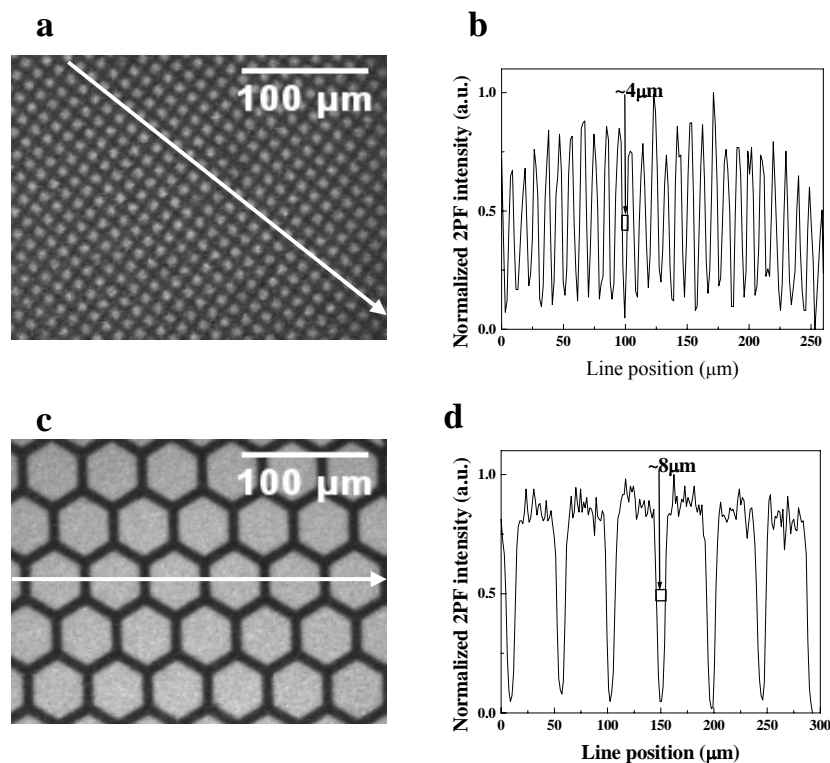 a
100 µm
b
Normalized 2PF intensity (a.u.)
1.0
0.5
0.0
~4µm
0 50 100 150 200 250
Line position (µm)
c
100 µm
d
Normalized 2PF intensity (a.u.)
1.0
0.5
0.0
~8µm
0 50 100 150 200 250 300
Line position (µm)